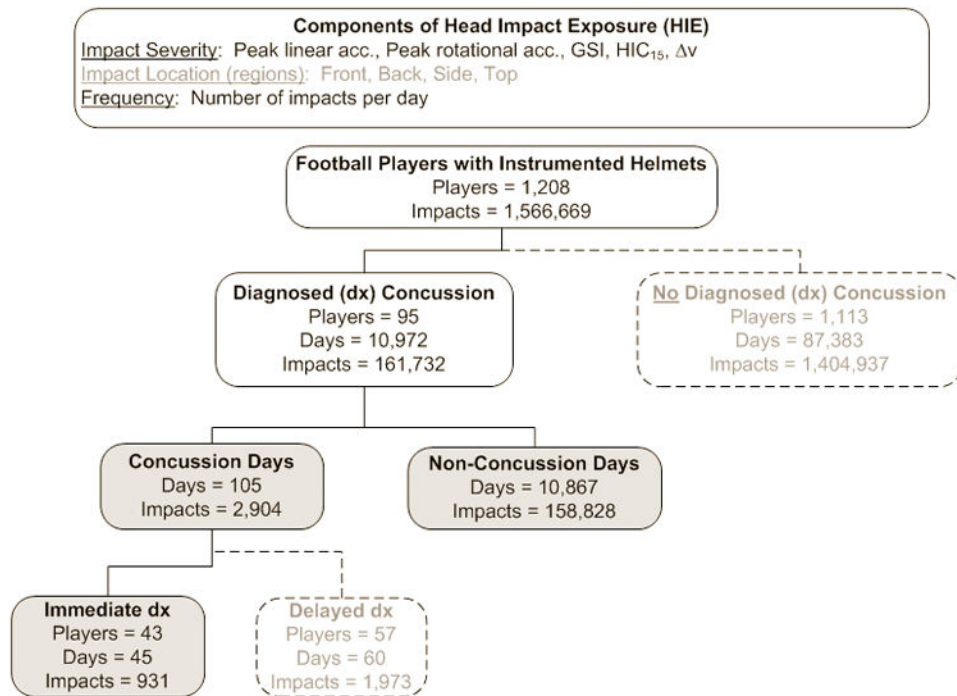 Components of Head Impact Exposure (HIE)
Impact Severity: Peak linear acc., Peak rotational acc., GSI, HIC₁₅, Δv
Impact Location (regions): Front, Back, Side, Top
Frequency: Number of impacts per day
Football Players with Instrumented Helmets
Players = 1,208
Impacts = 1,566,669
Diagnosed (dx) Concussion
Players = 95
Days = 10,972
Impacts = 161,732
No Diagnosed (dx) Concussion
Players = 1,113
Days = 87,383
Impacts = 1,404,937
Concussion Days
Days = 105
Impacts = 2,904
Non-Concussion Days
Days = 10,867
Impacts = 158,828
Immediate dx
Players = 43
Days = 45
Impacts = 931
Delayed dx
Players = 57
Days = 60
Impacts = 1,973